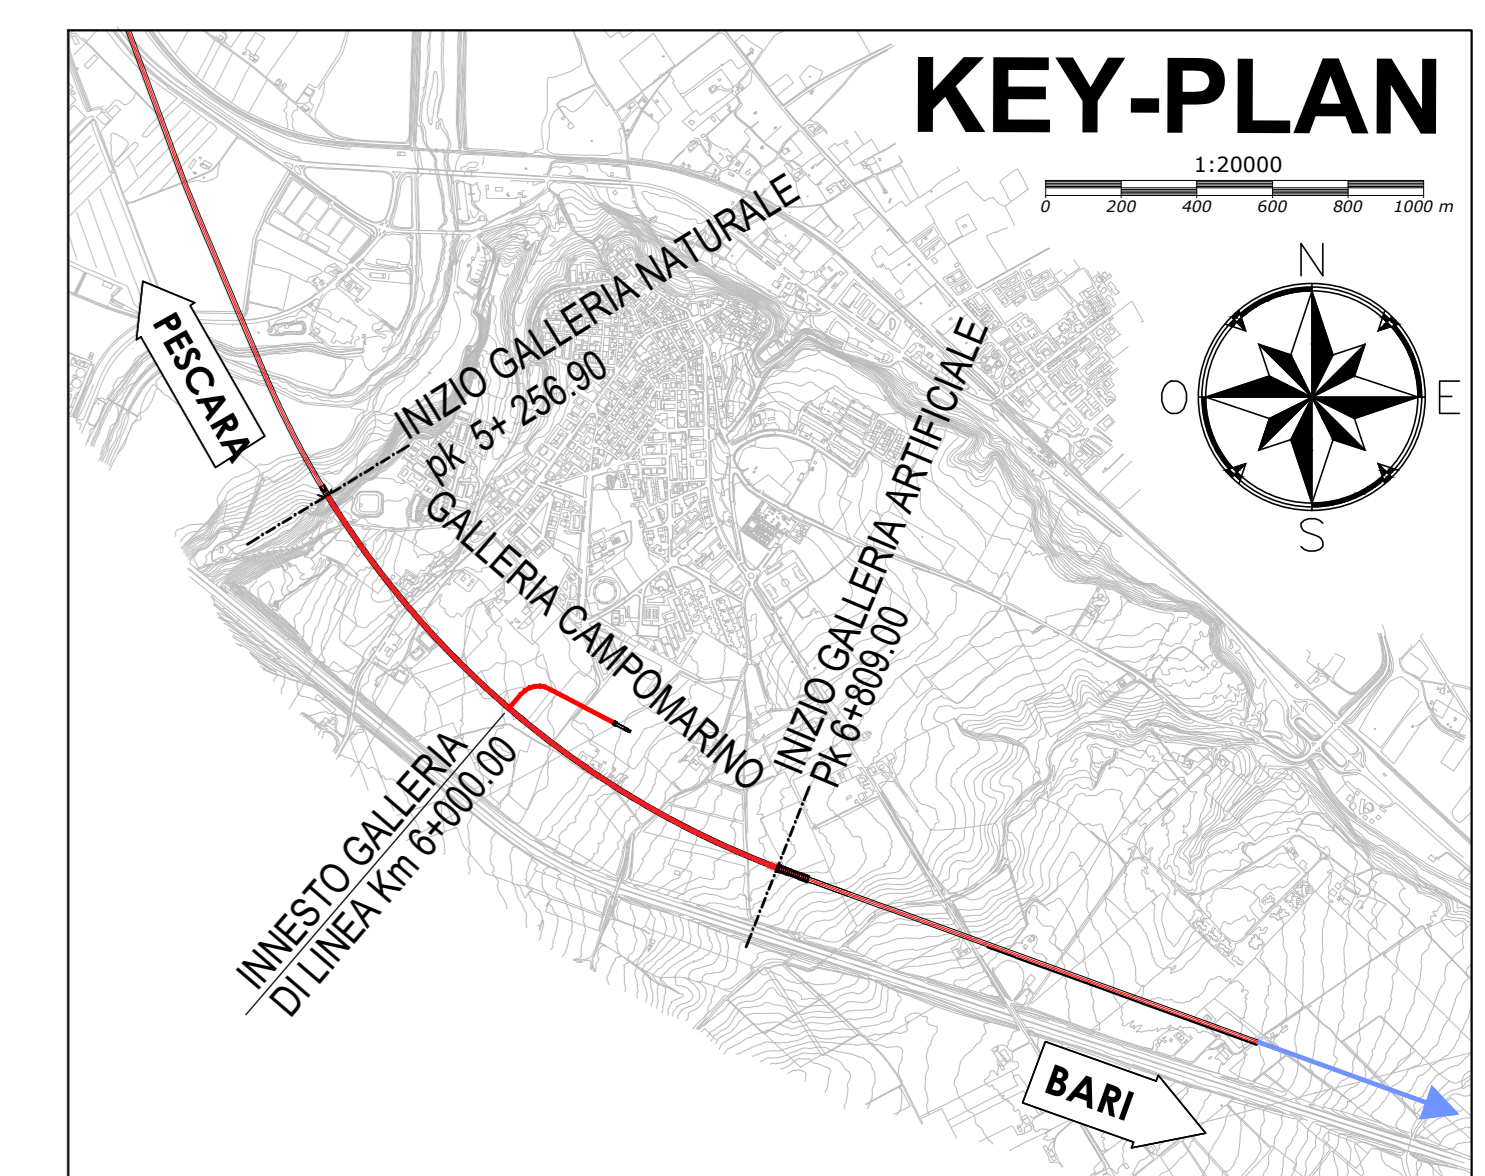 KEY-PLAN
1:20000
0 200 400 600 800 1000 m
N
O E
S
PESCARA
INIZIO GALLERIA NATURALE
pk 5+ 256.90
GALLERIA CAMPOMARINO
INIZIO GALLERIA ARTIFICIALE
Pk 6+809.00
INNESTO GALLERIA
DI LINEA Km 6+000.00
BARI